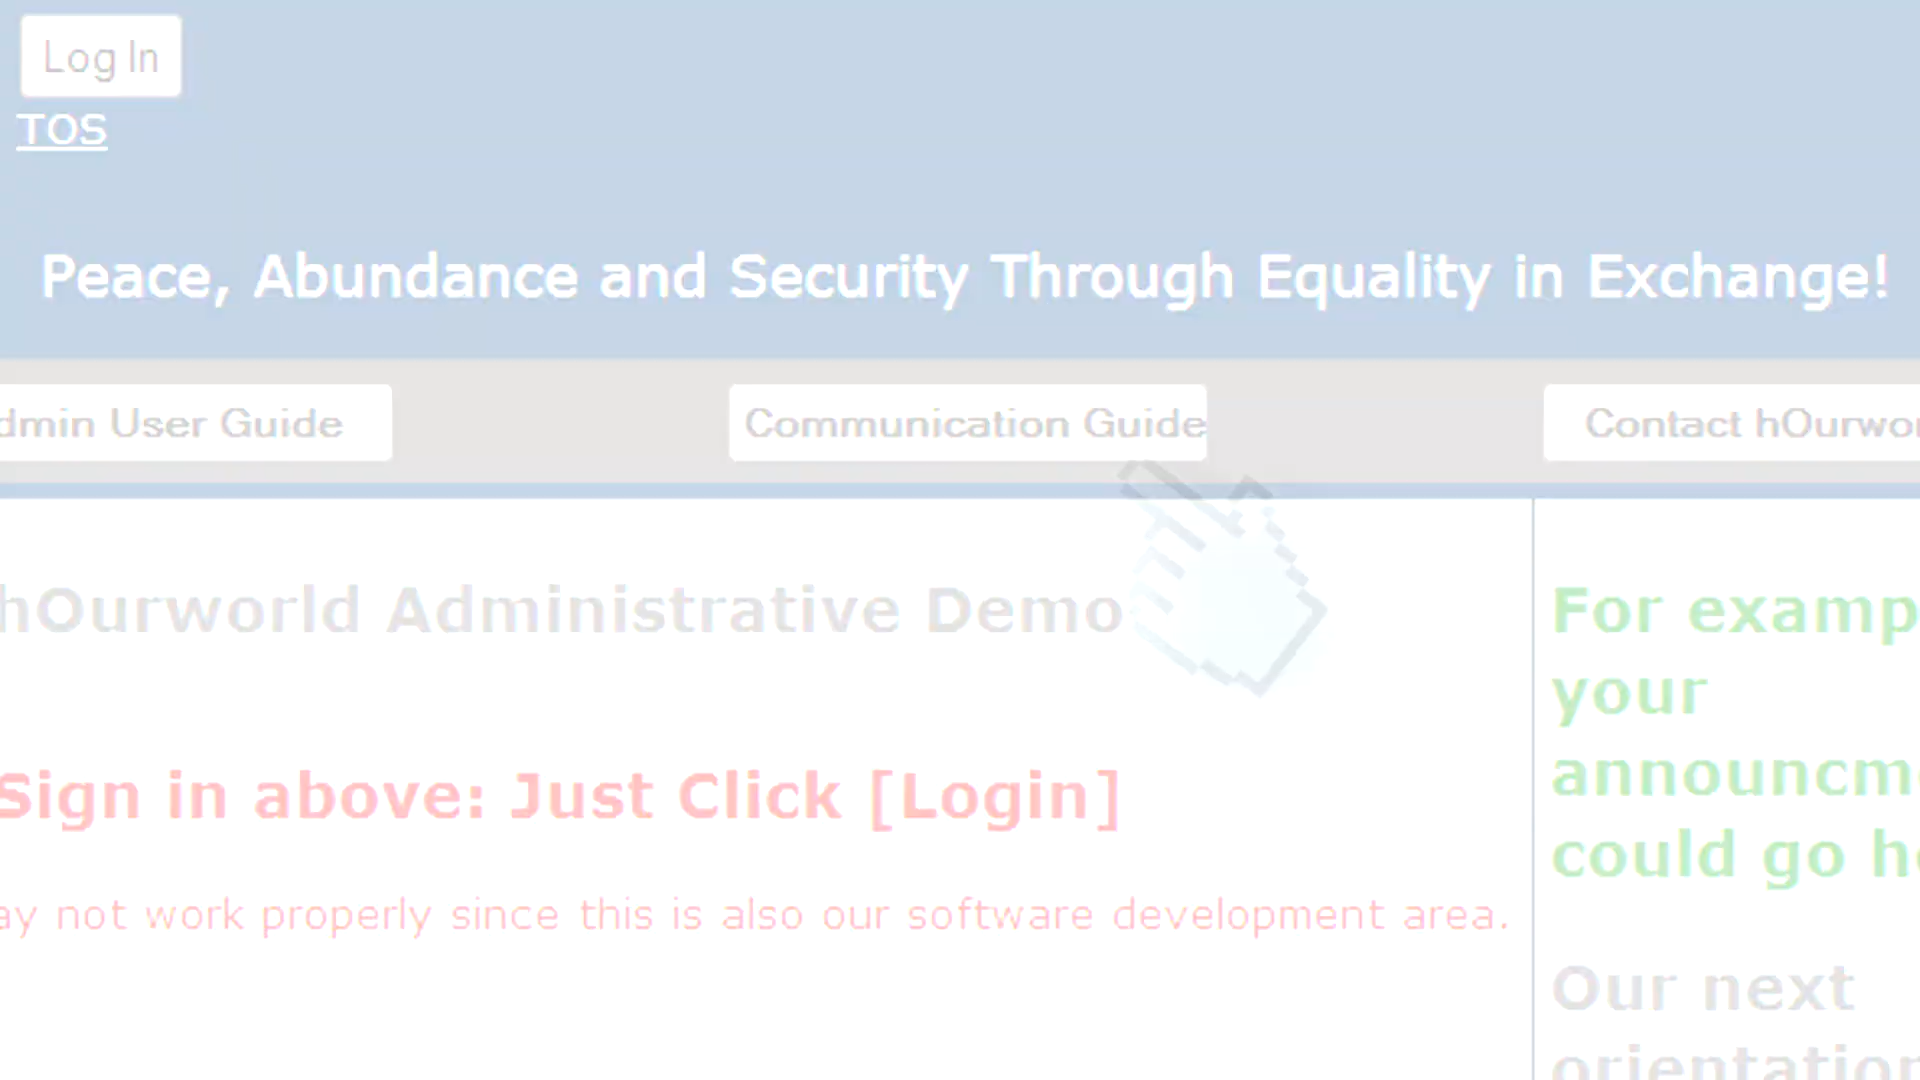 Log In
TOS
Peace, Abundance and Security Through Equality in Exchange!
dmin User Guide
Communication Guide
Contact hOurwor
hOurworld Administrative Demo
Sign in above: Just Click [Login]
ay not work properly since this is also our software development area.
For examp
your
announcm
could go h
Our next
orientation